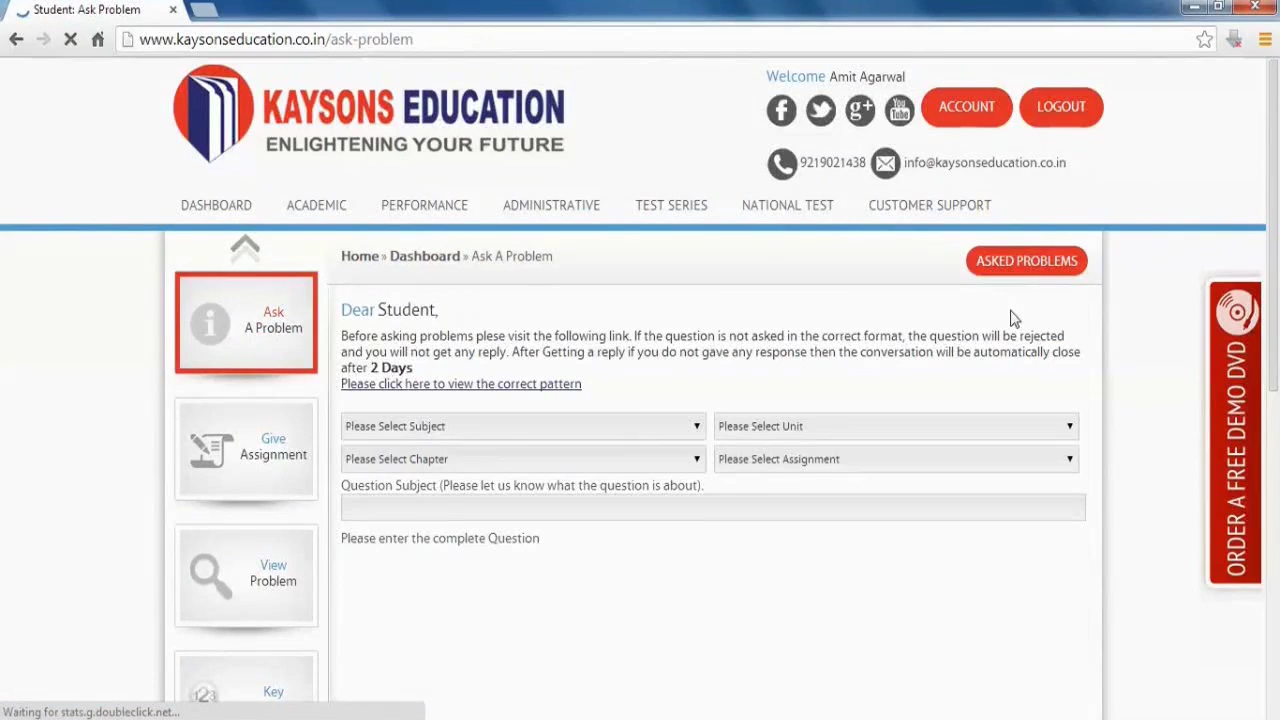 Student: Ask Problem
www.kaysonseducation.co.in/ask-problem
KAYSONS EDUCATION
ENLIGHTENING YOUR FUTURE
Welcome Amit Agarwal
ACCOUNT
LOGOUT
9219021438
info@kaysonseducation.co.in
DASHBOARD
ACADEMIC
PERFORMANCE
ADMINISTRATIVE
TEST SERIES
NATIONAL TEST
CUSTOMER SUPPORT
Home » Dashboard » Ask A Problem
ASKED PROBLEMS
Ask
A Problem
Give
Assignment
View
Problem
Key
Dear Student,
Before asking problems plese visit the following link. If the question is not asked in the correct format, the question will be rejected
and you will not get any reply. After Getting a reply if you do not gave any response then the conversation will be automatically close
after 2 Days
Please click here to view the correct pattern
Please Select Subject
Please Select Unit
Please Select Chapter
Please Select Assignment
Question Subject (Please let us know what the question is about).
Please enter the complete Question
ORDER A FREE DEMO DVD
Waiting for stats.g.doubleclick.net...
g+
You
Tube
123